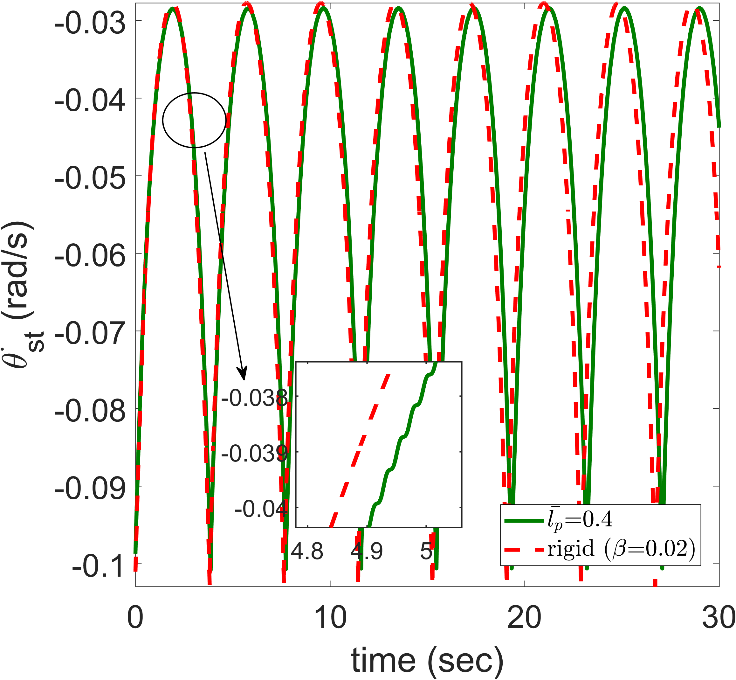 -0.03
-0.04
-0.05
-0.06
-0.07
-0.08
-0.09
-0.1
θ̇st (rad/s)
-0.038
-0.039
-0.04
4.8 4.9 5
l̄p=0.4
rigid (β=0.02)
0 10 20 30
time (sec)